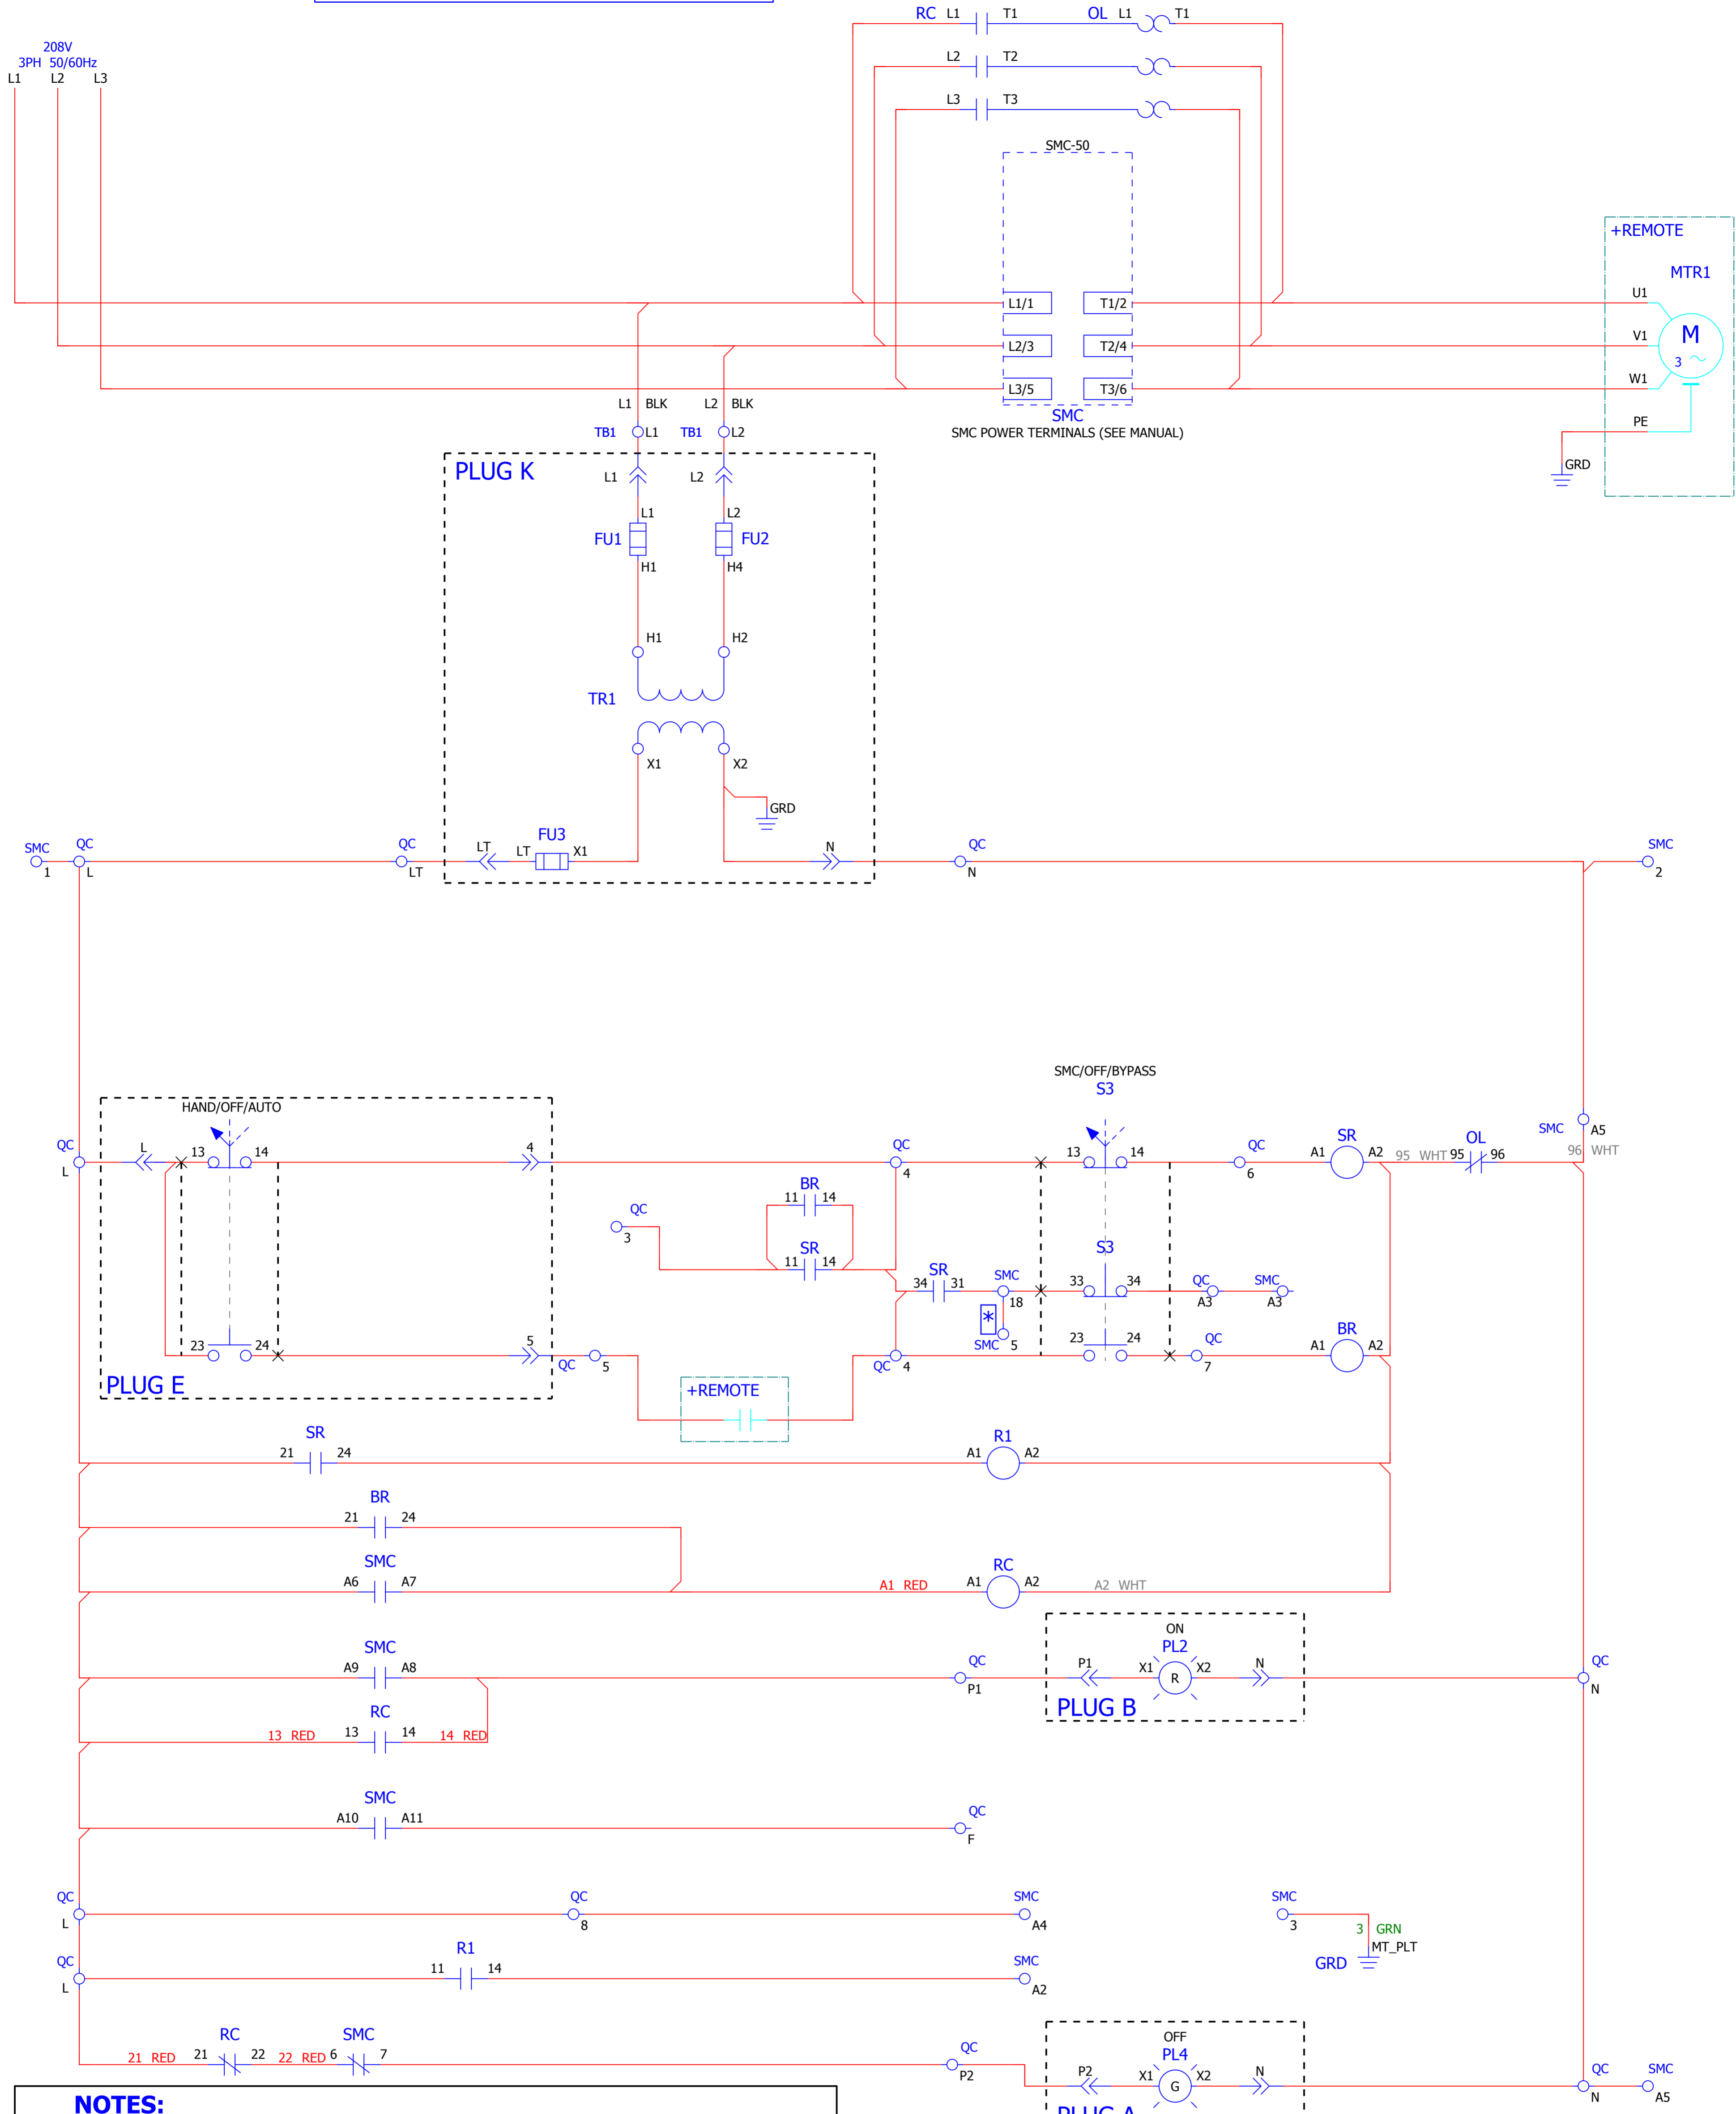 RC L1 T1 OL L1 T1
208V
3PH 50/60Hz
L1 L2 L3
L2 T2
L3 T3
SMC-50
+REMOTE
MTR1
U1
L1/1 T1/2
V1
M
3
L2/3 T2/4
W1
L3/5 T3/6
L1 BLK L2 BLK
SMC
PE
TB1 L1 TB1 L2
SMC POWER TERMINALS (SEE MANUAL)
PLUG K
L1 L2
GRD
L1 L2
FU1 FU2
H1 H4
H1 H2
TR1
X1 X2
GRD
FU3
SMC QC QC LT LT X1 N QC SMC
1 L LT N 2
SMC/OFF/BYPASS
S3
HAND/OFF/AUTO
SMC A5
QC L 13 14 4 QC 13 14 QC SR OL
L 4 6 A1 A2 95 WHT 95 96 96 WHT
BR
11 14
QC
3
SR S3
11 14
SR SMC QC SMC
34 31 18 33 34 A3 A3
*
SMC 5
23 24 5 23 24 QC BR
QC 5 QC 4 7 A1 A2
PLUG E
+REMOTE
SR R1
21 24 A1 A2
BR
21 24
SMC RC
A6 A7 A1 RED A1 A2 A2 WHT
ON
SMC PL2
A9 A8 QC P1 X1 R X2 N QC
P1 N
RC PLUG B
13 RED 13 14 14 RED
SMC
A10 A11 QC
F
QC QC SMC SMC
L 8 A4 3
3 GRN
MT_PLT
GRD
QC R1 SMC
L 11 14 A2
OFF
RC SMC PL4
21 RED 21 22 22 RED 6 7 QC
P2 P2 X1 G X2 N QC SMC
N A5
NOTES:
PLUG A